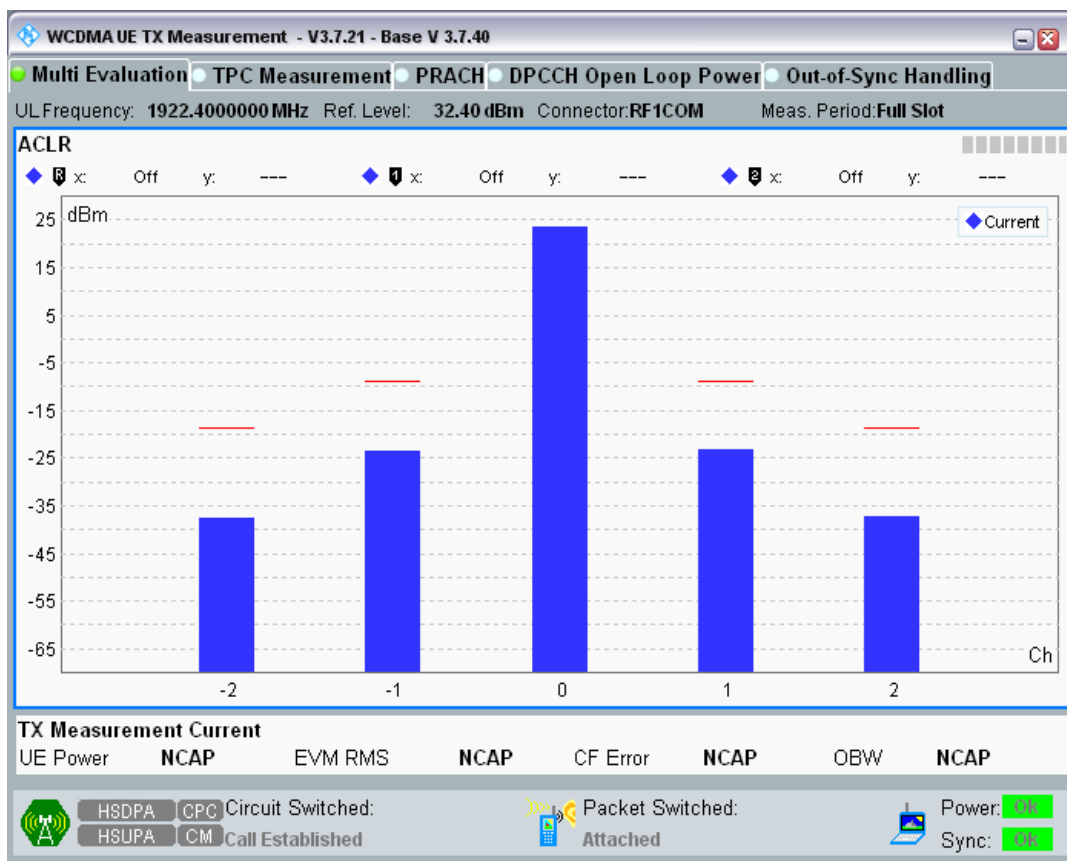 WCDMA UE TX Measurement - V3.7.21 - Base V 3.7.40
Multi Evaluation TPC Measurement PRACH DPCCH Open Loop Power Out-of-Sync Handling
UL Frequency: 1922.4000000 MHz Ref. Level: 32.40 dBm Connector:RF1COM Meas. Period:Full Slot
ACLR
R x: Off y: --- 1 x: Off y: --- 2 x: Off y: ---
dBm
Current
25
15
5
-5
-15
-25
-35
-45
-55
-65
Ch
-2 -1 0 1 2
TX Measurement Current
UE Power NCAP EVM RMS NCAP CF Error NCAP OBW NCAP
HSDPA CPC Circuit Switched: Packet Switched: Power: Ok
HSUPA CM Call Established Attached Sync: Ok